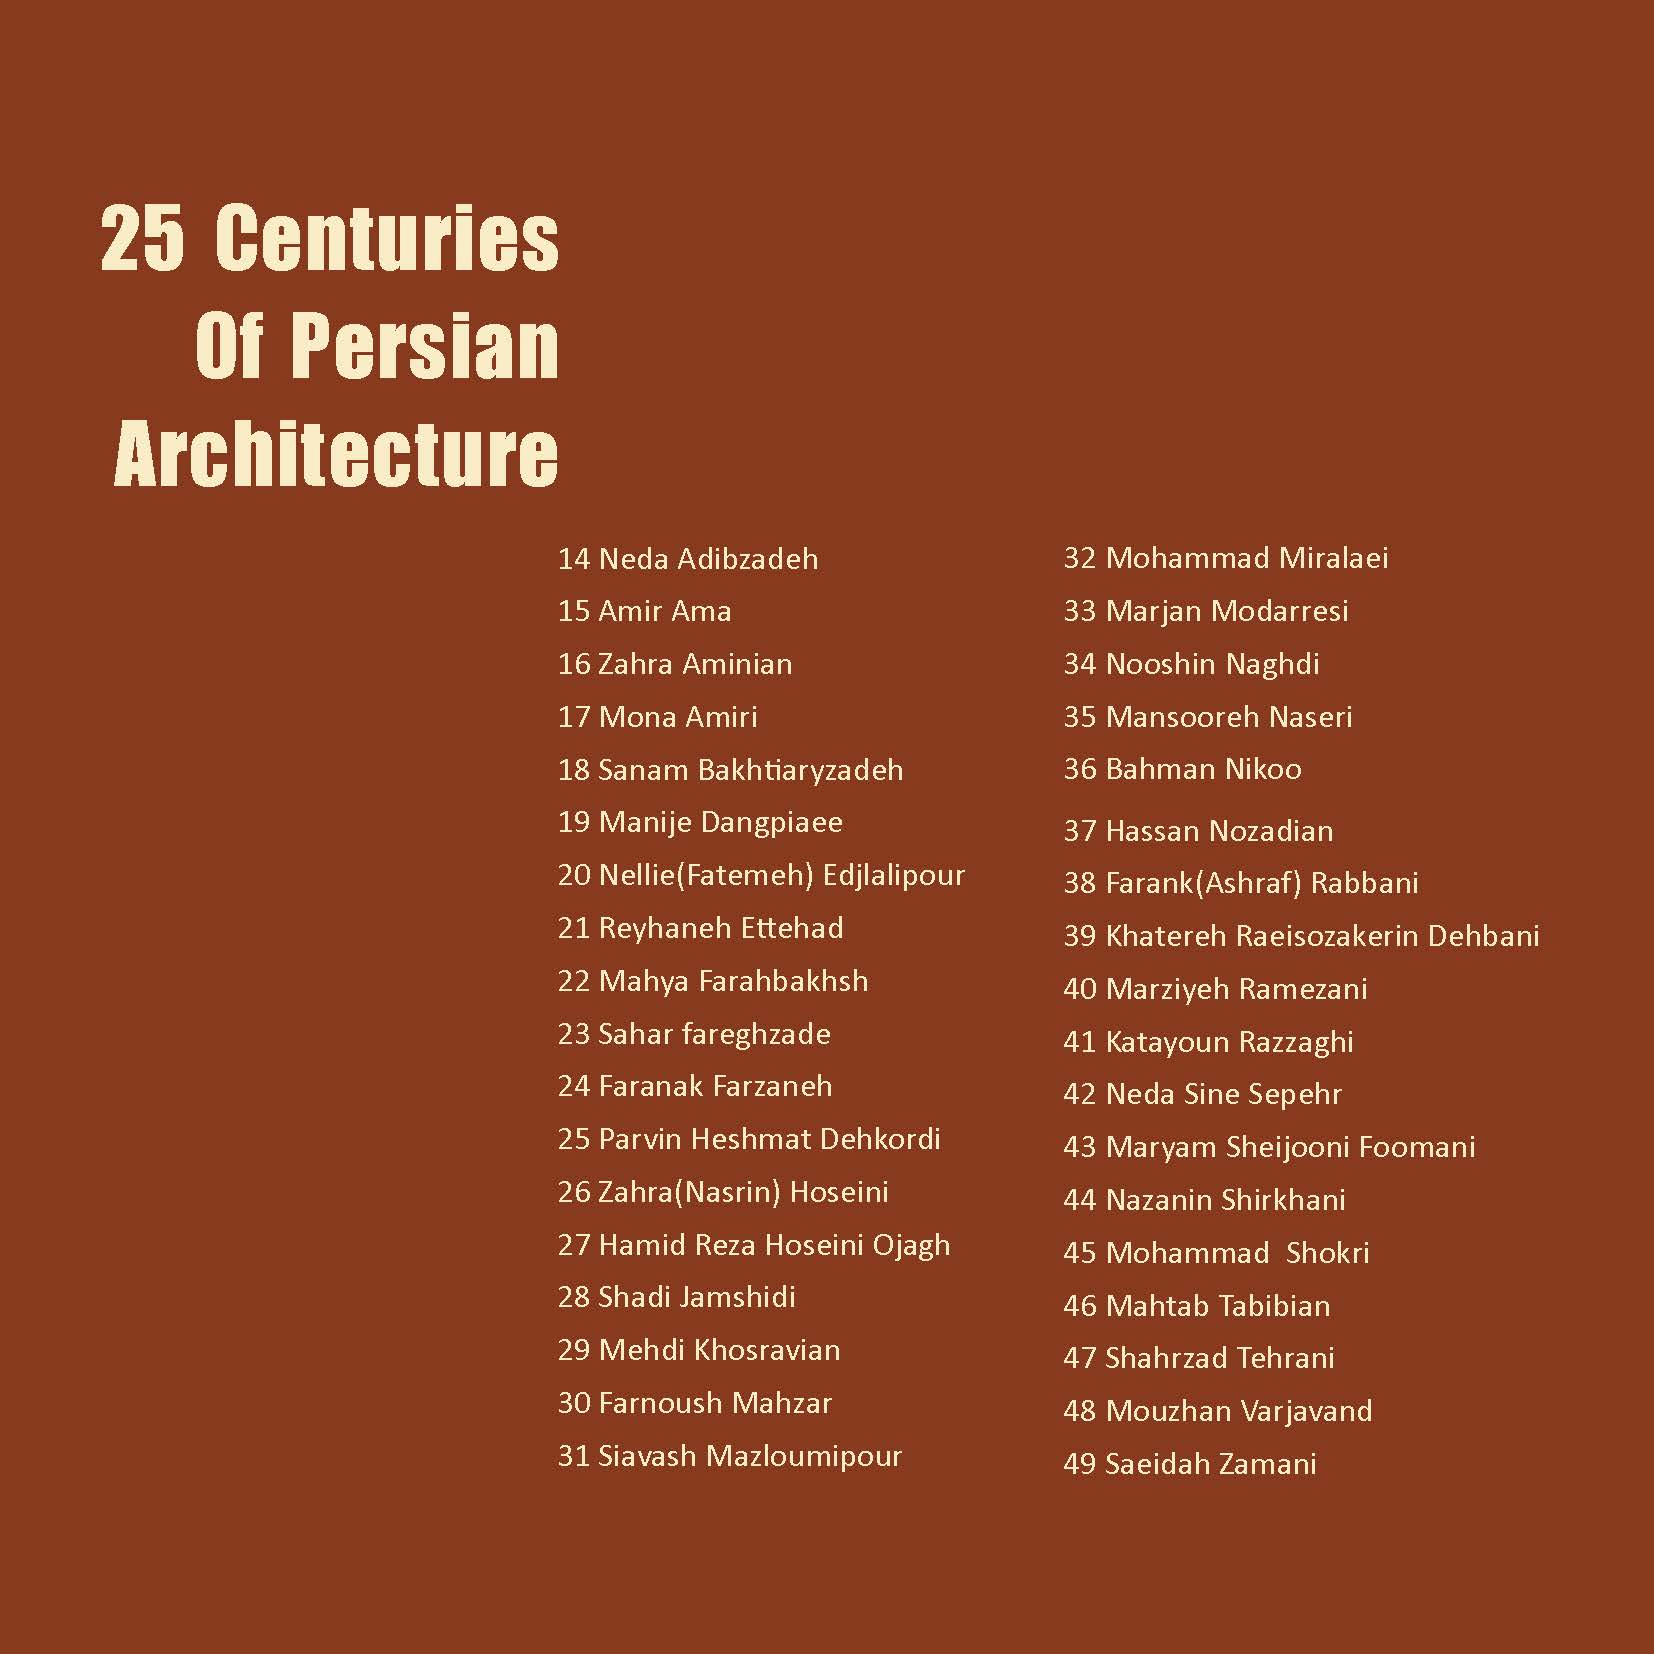 25 Centuries
Of Persian
Architecture
14 Neda Adibzadeh
15 Amir Ama
16 Zahra Aminian
17 Mona Amiri
18 Sanam Bakhtiaryzadeh
19 Manije Dangpiaee
20 Nellie(Fatemeh) Edjlalipour
21 Reyhaneh Ettehad
22 Mahya Farahbakhsh
23 Sahar fareghzade
24 Faranak Farzaneh
25 Parvin Heshmat Dehkordi
26 Zahra(Nasrin) Hoseini
27 Hamid Reza Hoseini Ojagh
28 Shadi Jamshidi
29 Mehdi Khosravian
30 Farnoush Mahzar
31 Siavash Mazloumipour
32 Mohammad Miralaei
33 Marjan Modarresi
34 Nooshin Naghdi
35 Mansooreh Naseri
36 Bahman Nikoo
37 Hassan Nozadian
38 Farank(Ashraf) Rabbani
39 Khatereh Raeisozakerin Dehbani
40 Marziyeh Ramezani
41 Katayoun Razzaghi
42 Neda Sine Sepehr
43 Maryam Sheijooni Foomani
44 Nazanin Shirkhani
45 Mohammad  Shokri
46 Mahtab Tabibian
47 Shahrzad Tehrani
48 Mouzhan Varjavand
49 Saeidah Zamani